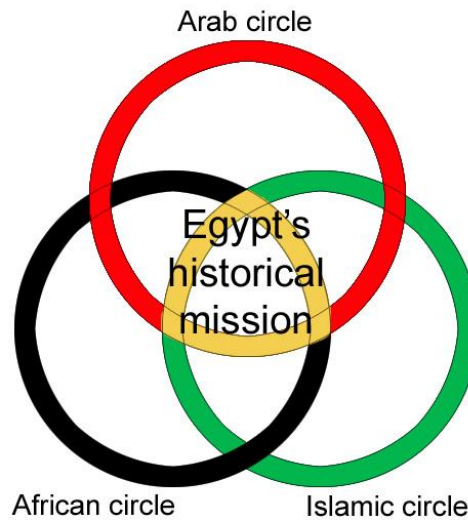 Arab circle
Egypt's
historical
mission
African circle
Islamic circle